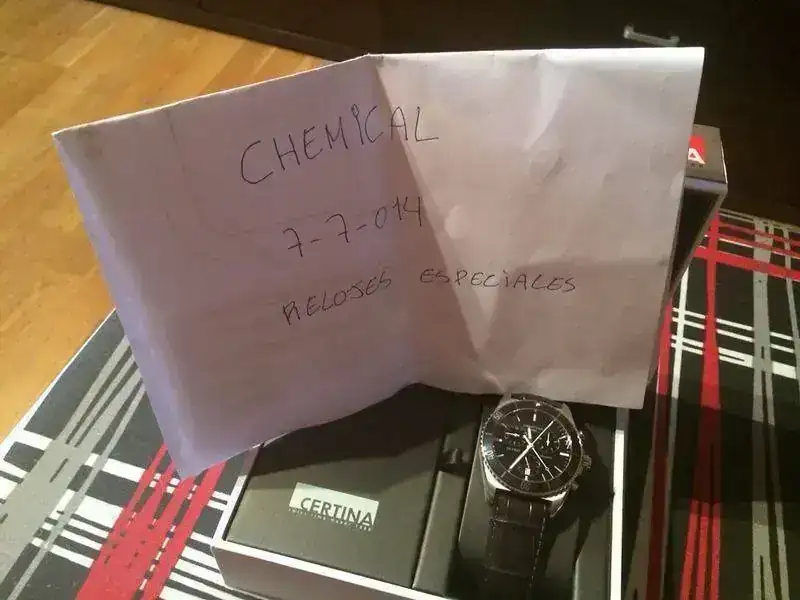 CHEMICAL
7-7-014
RELOJES ESPECIALES
CERTINA